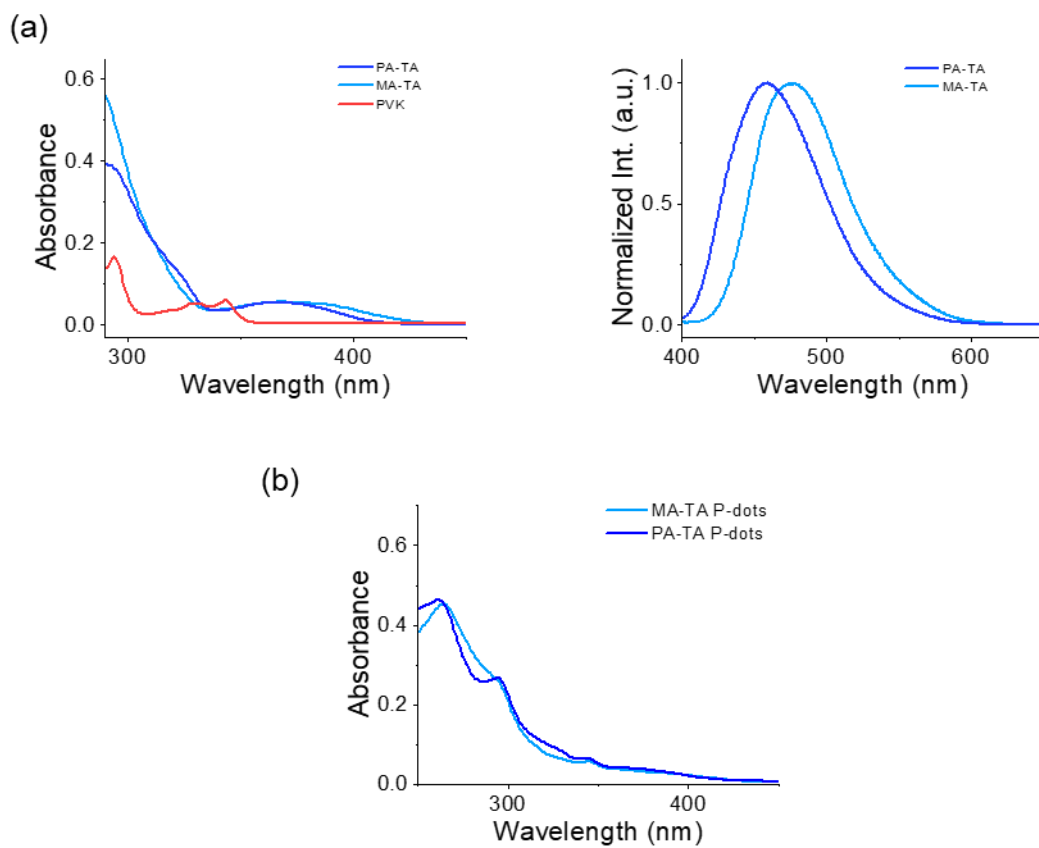 (a)
PA-TA
MA-TA
PVK
Absorbance
0.6
0.4
0.2
0.0
300
400
Wavelength (nm)
PA-TA
MA-TA
Normalized Int. (a.u.)
1.0
0.5
0.0
400
500
600
Wavelength (nm)
(b)
MA-TA P-dots
PA-TA P-dots
Absorbance
0.6
0.4
0.2
0.0
300
400
Wavelength (nm)